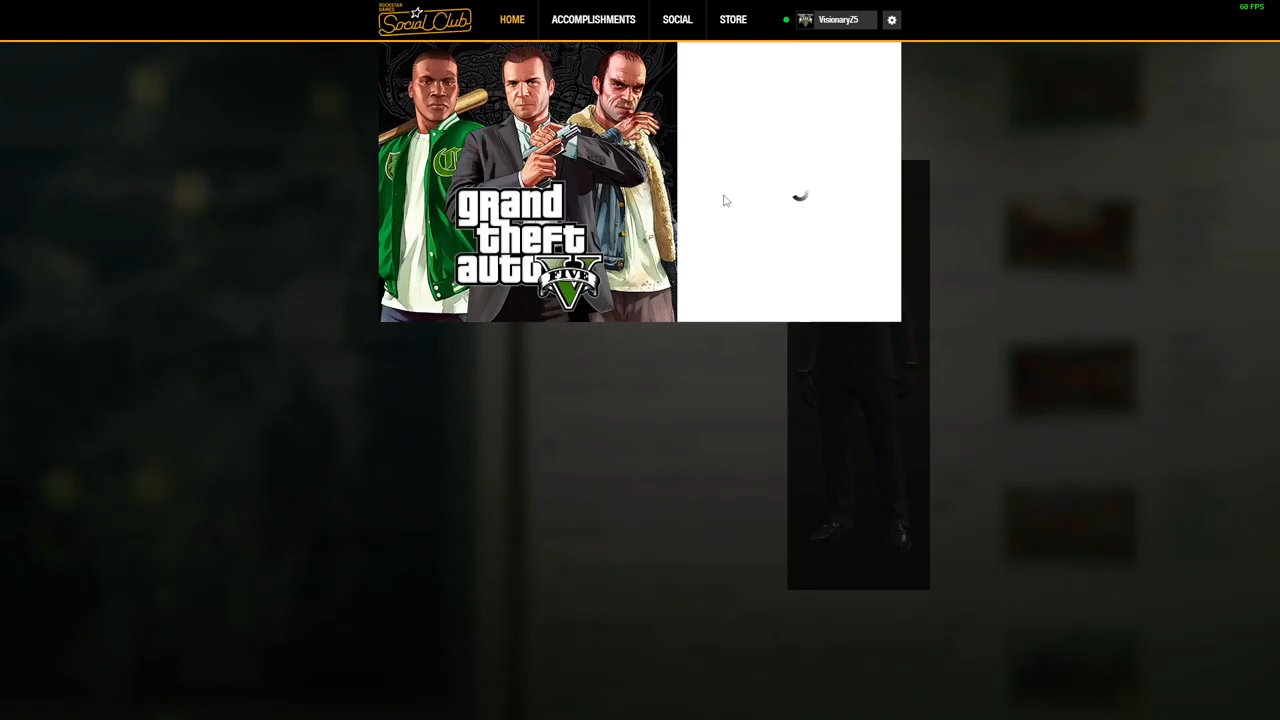 60 FPS
ROCKSTAR
GAMES
Social Club
HOME
ACCOMPLISHMENTS
SOCIAL
STORE
VisionaryZ5
grand
theft
auto V
FIVE